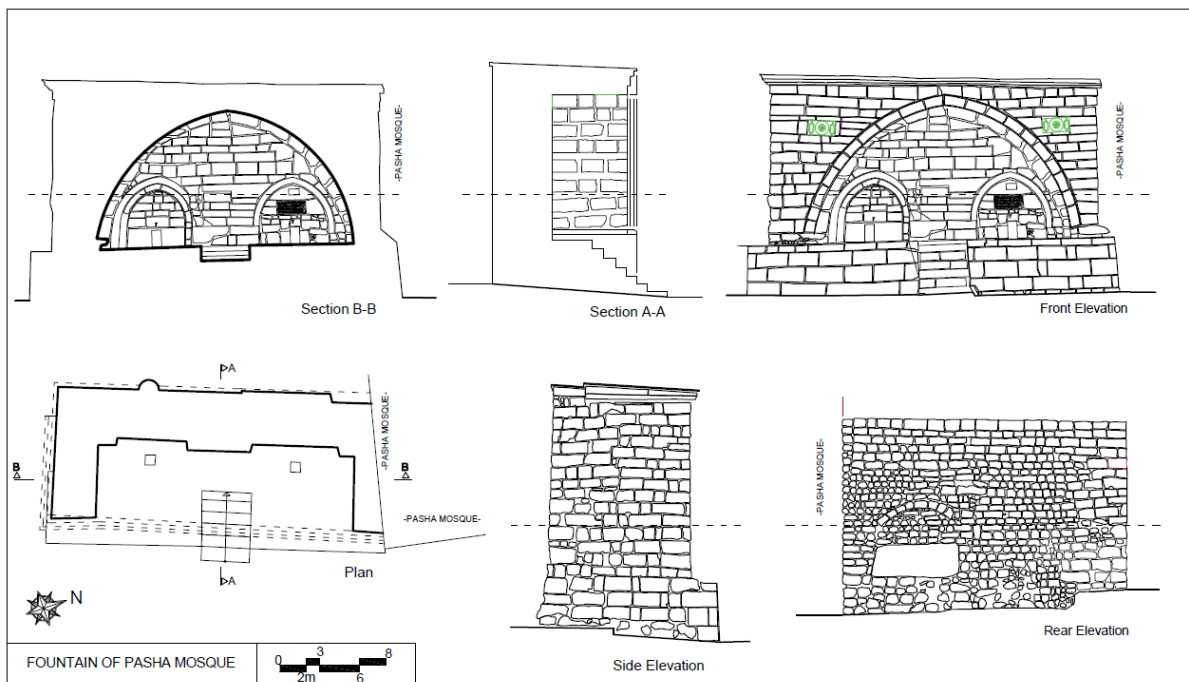 -PASHA MOSQUE-
Section B-B
Section A-A
-PASHA MOSQUE-
Front Elevation
A
-PASHA MOSQUE-
B
B
-PASHA MOSQUE-
A
Plan
N
Side Elevation
-PASHA MOSQUE-
Rear Elevation
FOUNTAIN OF PASHA MOSQUE
0 3 8
2m 6